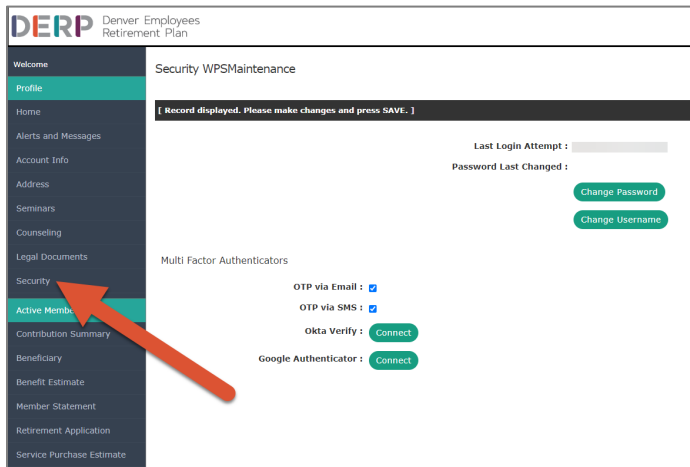 DERP Denver Employees
Retirement Plan
Welcome
Profile
Home
Alerts and Messages
Account Info
Address
Seminars
Counseling
Legal Documents
Security
Active Memb
Contribution Summary
Beneficiary
Benefit Estimate
Member Statement
Retirement Application
Service Purchase Estimate
Security WPSMaintenance
[ Record displayed. Please make changes and press SAVE. ]
Last Login Attempt :
Password Last Changed :
Change Password
Change Username
Multi Factor Authenticators
OTP via Email :
OTP via SMS :
Okta Verify : Connect
Google Authenticator : Connect